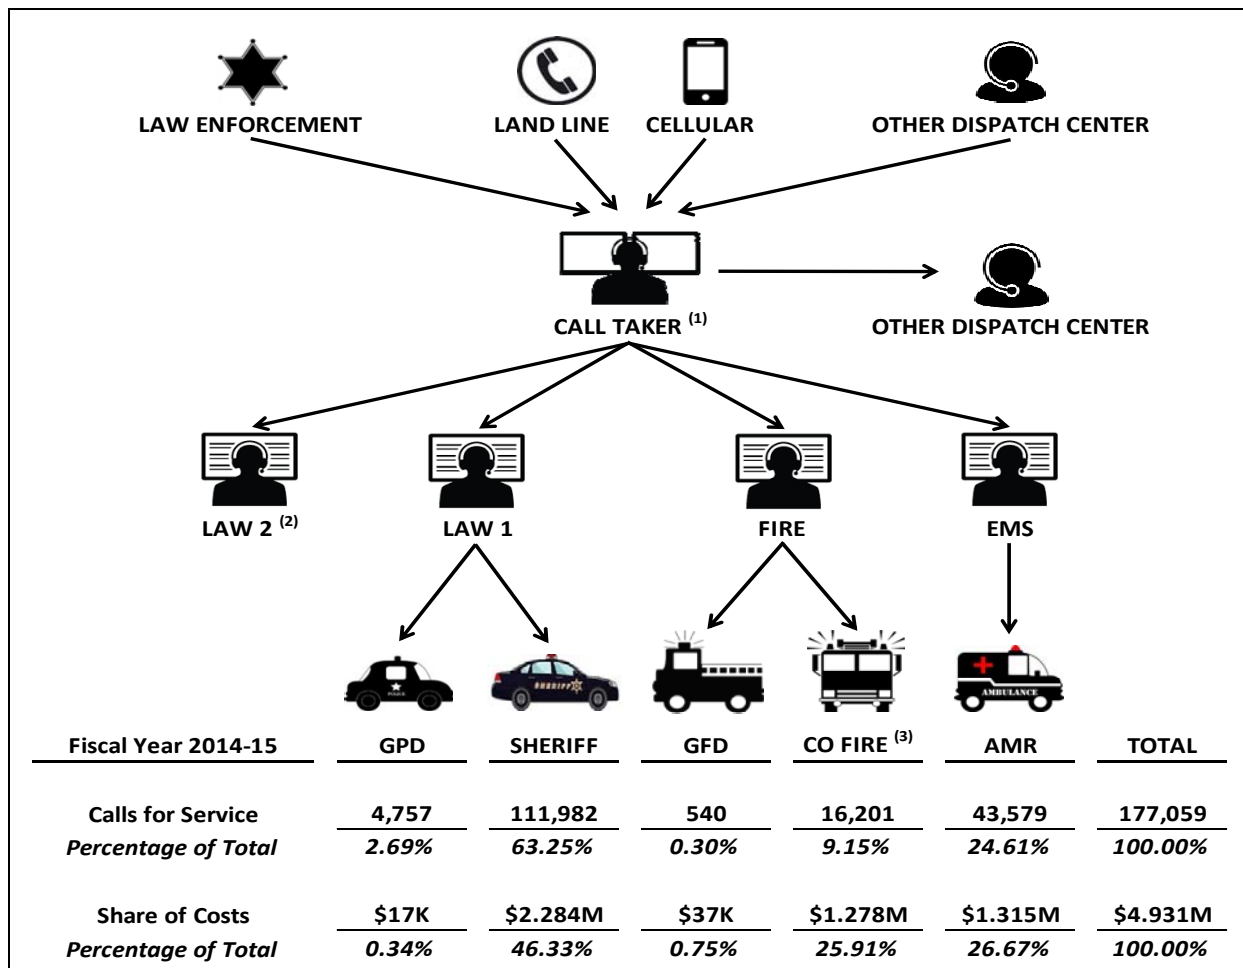 LAW ENFORCEMENT LAND LINE CELLULAR OTHER DISPATCH CENTER
CALL TAKER (1) OTHER DISPATCH CENTER
LAW 2 (2) LAW 1 FIRE EMS
POLICE SHERIFF AMBULANCE
Fiscal Year 2014-15 GPD SHERIFF GFD CO FIRE (3) AMR TOTAL
Calls for Service 4,757 111,982 540 16,201 43,579 177,059
Percentage of Total 2.69% 63.25% 0.30% 9.15% 24.61% 100.00%
Share of Costs $17K $2.284M $37K $1.278M $1.315M $4.931M
Percentage of Total 0.34% 46.33% 0.75% 25.91% 26.67% 100.00%